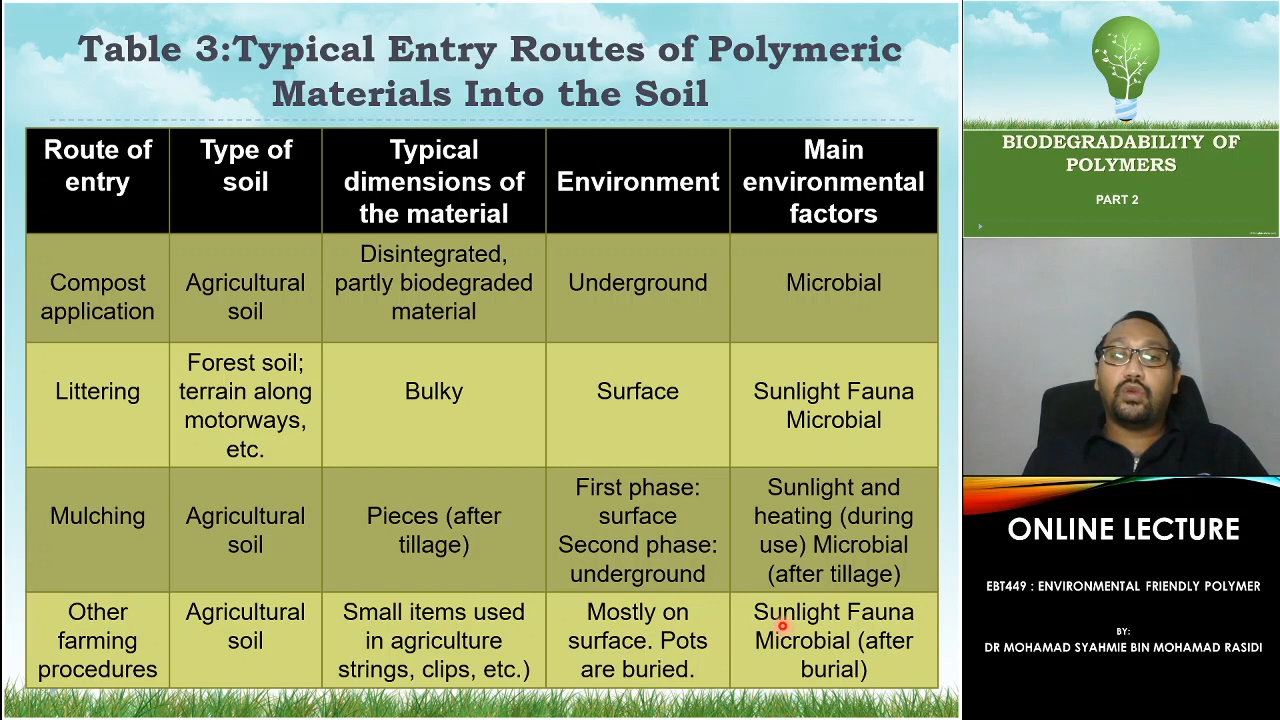 Table 3:Typical Entry Routes of Polymeric
Materials Into the Soil
Route of
entry
Type of
soil
Typical
dimensions of
the material
Environment
Main
environmental
factors
Compost
application
Agricultural
soil
Disintegrated,
partly biodegraded
material
Underground
Microbial
Littering
Forest soil;
terrain along
motorways,
etc.
Bulky
Surface
Sunlight Fauna
Microbial
Mulching
Agricultural
soil
Pieces (after
tillage)
First phase:
surface
Second phase:
underground
Sunlight and
heating (during
use) Microbial
(after tillage)
Other
farming
procedures
Agricultural
soil
Small items used
in agriculture
strings, clips, etc.)
Mostly on
surface. Pots
are buried.
Sunlight Fauna
Microbial (after
burial)
BIODEGRADABILITY OF
POLYMERS
PART 2
ONLINE LECTURE
EBT449 : ENVIRONMENTAL FRIENDLY POLYMER
BY:
DR MOHAMAD SYAHMIE BIN MOHAMAD RASIDI